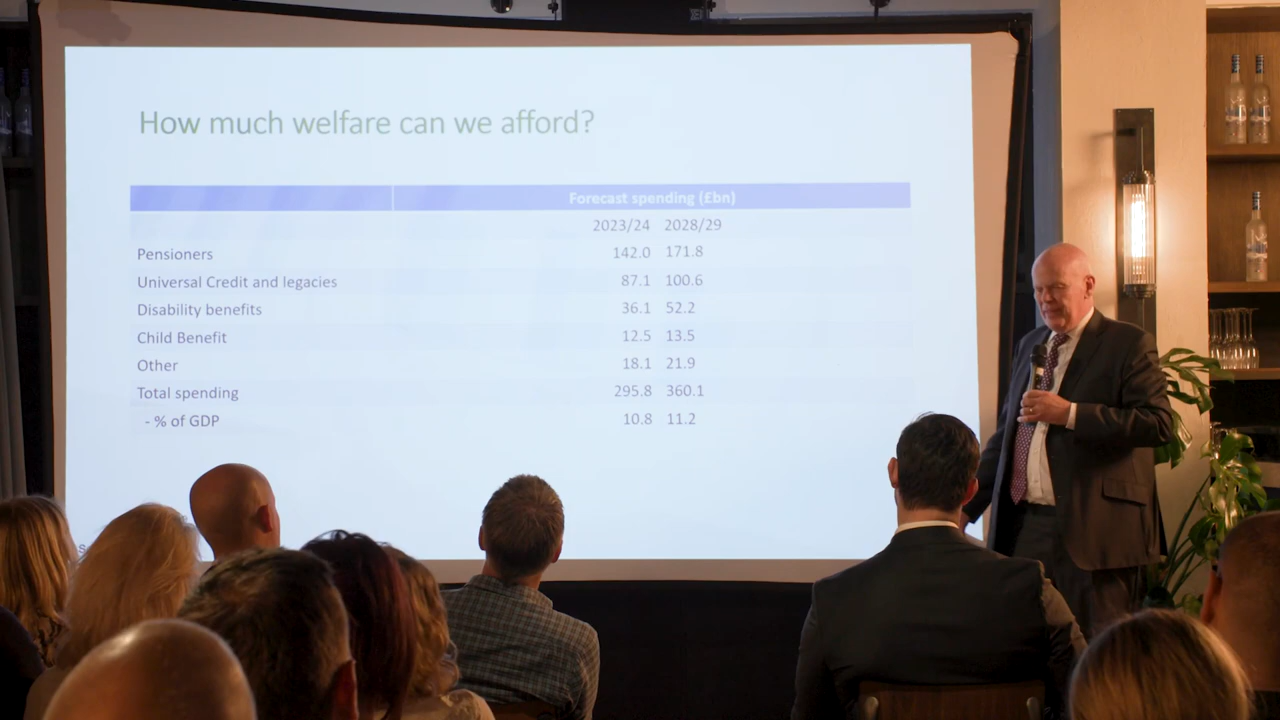 How much welfare can we afford?
Forecast spending (£bn)
2023/24 2028/29
Pensioners 142.0 171.8
Universal Credit and legacies 87.1 100.6
Disability benefits 36.1 52.2
Child Benefit 12.5 13.5
Other 18.1 21.9
Total spending 295.8 360.1
- % of GDP 10.8 11.2